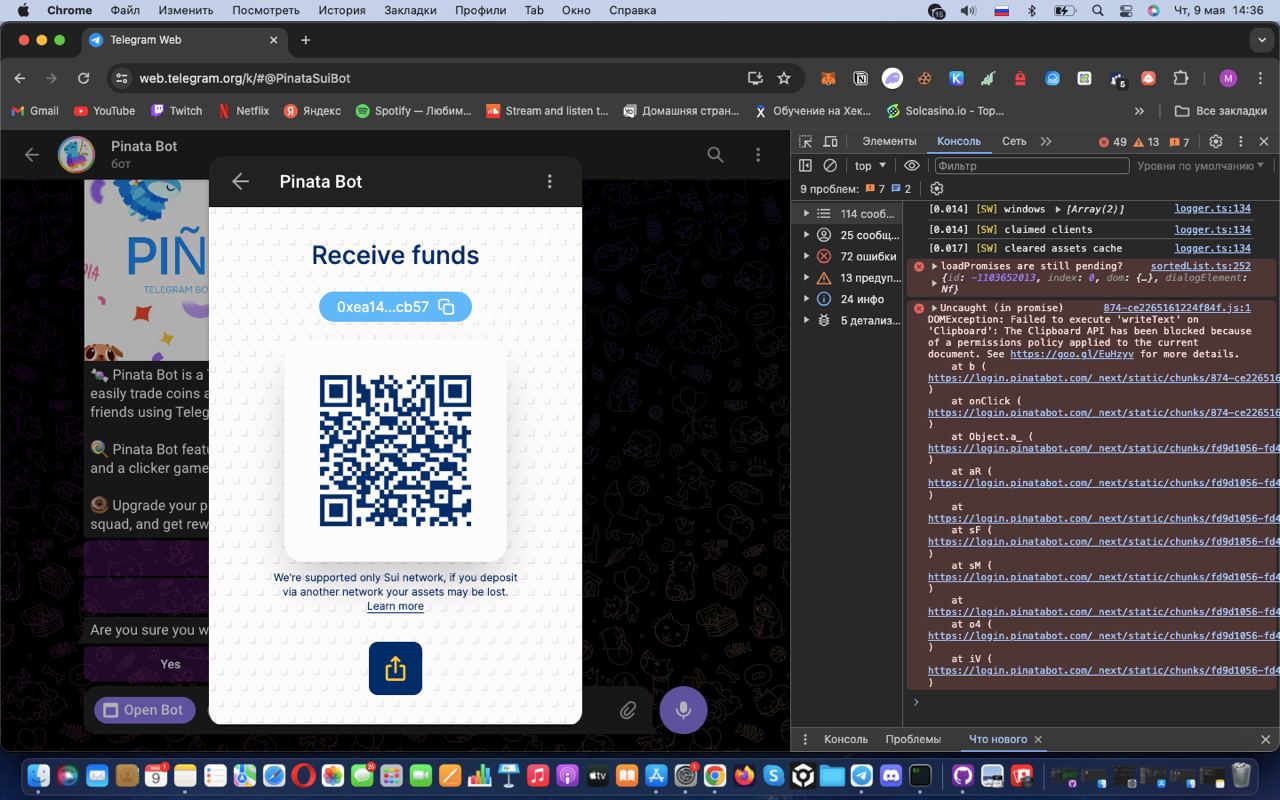 Chrome Файл Изменить Посмотреть История Закладки Профили Tab Окно Справка 15 Чт, 9 мая 14:36
Telegram Web
web.telegram.org/k/#@PinataSuiBot 5 M
Gmail YouTube Twitch Netflix Яндекс Spotify — Любим... Stream and listen t... Домашняя стран... Обучение на Хек... Solcasino.io - Top... Все закладки
Pinata Bot
бот
PIÑ
TELEGRAM BO
🍬 Pinata Bot is a T
easily trade coins a
friends using Teleg
🍭 Pinata Bot featu
and a clicker game
🍩 Upgrade your p
squad, and get rew
Are you sure you w
Yes
Open Bot
Pinata Bot
Receive funds
0xea14...cb57
We're supported only Sui network, if you deposit
via another network your assets may be lost.
Learn more
Элементы Консоль Сеть 49 13 7
top Фильтр Уровни по умолчанию
9 проблем: 7 2
114 сооб...
25 сообщ...
72 ошибки
13 предуп...
24 инфо
5 детализ...
[0.014] [SW] windows [Array(2)] logger.ts:134
[0.014] [SW] claimed clients logger.ts:134
[0.017] [SW] cleared assets cache logger.ts:134
loadPromises are still pending? sortedList.ts:252
{id: -1103652013, index: 0, dom: {…}, dialogElement:
Nf}
Uncaught (in promise) 874-ce2265161224f84f.js:1
DOMException: Failed to execute 'writeText' on
'Clipboard': The Clipboard API has been blocked because
of a permissions policy applied to the current
document. See https://goo.gl/EuHzyv for more details.
at b (
https://login.pinatabot.com/_next/static/chunks/874-ce226516
)
at onClick (
https://login.pinatabot.com/_next/static/chunks/874-ce226516
)
at Object.a_ (
https://login.pinatabot.com/_next/static/chunks/fd9d1056-fd4
)
at aR (
https://login.pinatabot.com/_next/static/chunks/fd9d1056-fd4
)
at
https://login.pinatabot.com/_next/static/chunks/fd9d1056-fd4
at sF (
https://login.pinatabot.com/_next/static/chunks/fd9d1056-fd4
)
at sM (
https://login.pinatabot.com/_next/static/chunks/fd9d1056-fd4
)
at
https://login.pinatabot.com/_next/static/chunks/fd9d1056-fd4
at o4 (
https://login.pinatabot.com/_next/static/chunks/fd9d1056-fd4
)
at iV (
https://login.pinatabot.com/_next/static/chunks/fd9d1056-fd4
)
Консоль Проблемы Что нового